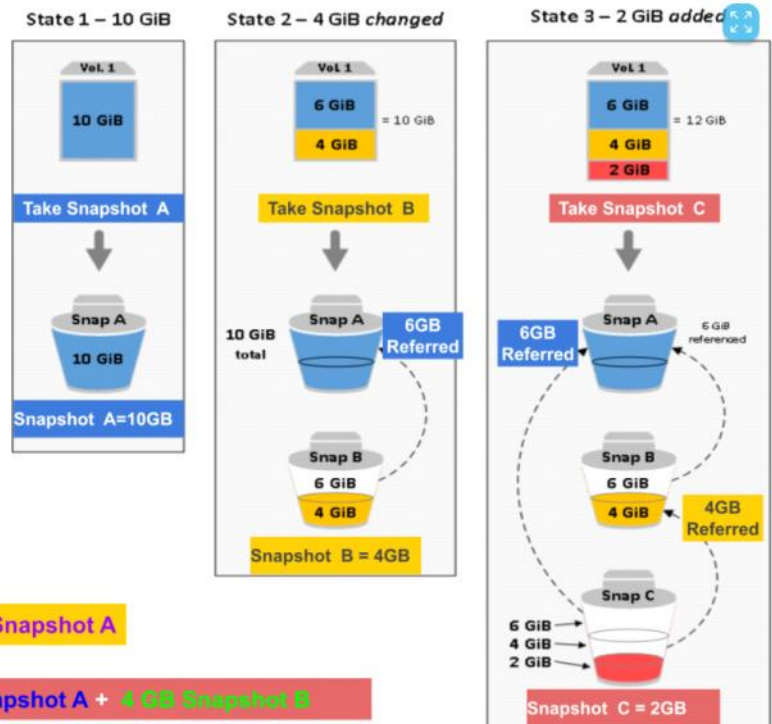 State 1 – 10 GiB
Vol. 1
10 GiB
Take Snapshot A
Snap A
10 GiB
Snapshot A=10GB
State 2 – 4 GiB changed
Vol 1
6 GiB
= 10 GiB
4 GiB
Take Snapshot B
10 GiB
total
Snap A
6GB
Referred
Snap B
6 GiB
4 GiB
Snapshot B = 4GB
State 3 – 2 GiB added
Vol 1
6 GiB
= 12 GiB
4 GiB
2 GiB
Take Snapshot C
6GB
Referred
Snap A
6 GiB
referenced
Snap B
6 GiB
4 GiB
4GB
Referred
Snap C
6 GiB
4 GiB
2 GiB
Snapshot C = 2GB
Snapshot A
pshot A + 4 GB Snapshot B